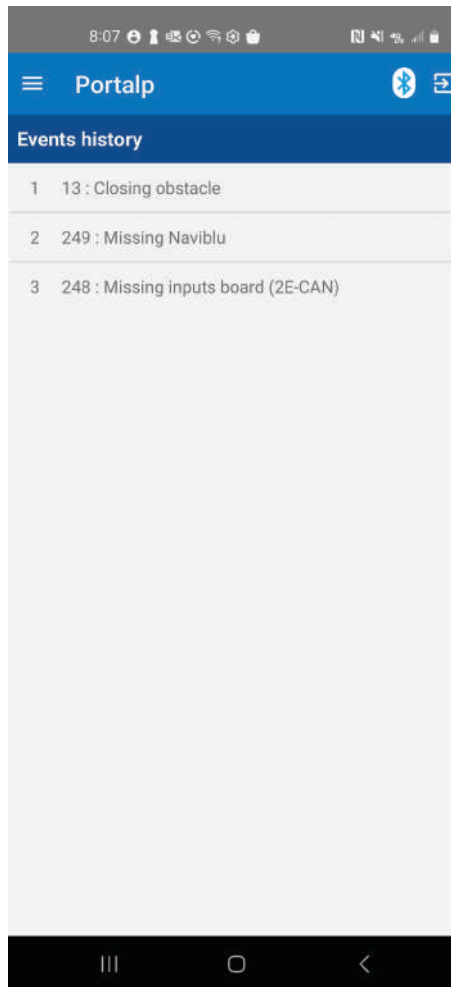 8:07
Portalp
Events history
1 13 : Closing obstacle
2 249 : Missing Naviblu
3 248 : Missing inputs board (2E-CAN)